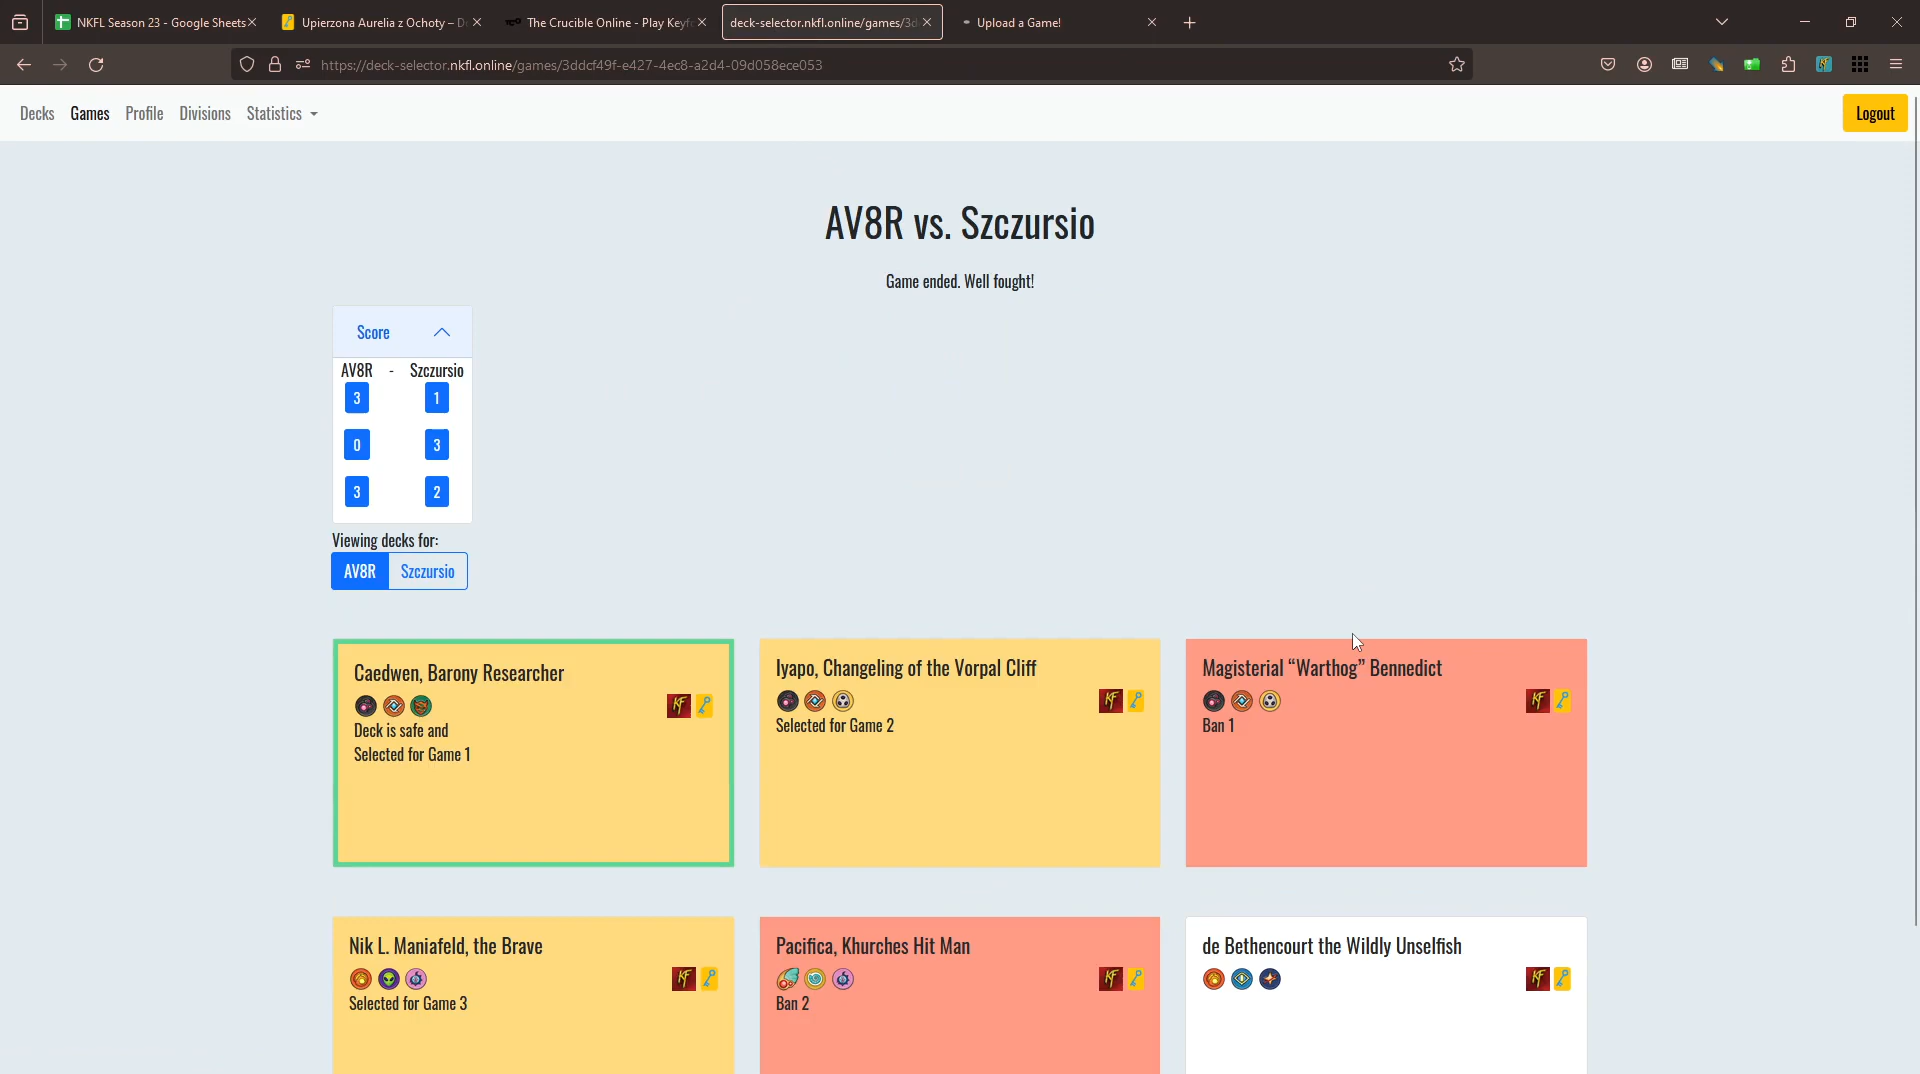 NKFL Season 23 - Google Sheets
Upierzona Aurelia z Ochoty –
The Crucible Online - Play Keyf
deck-selector.nkfl.online/games/3d
Upload a Game!
https://deck-selector.nkfl.online/games/3ddcf49f-e427-4ec8-a2d4-09d058ece053
Decks Games Profile Divisions Statistics
Logout
AV8R vs. Szczursio
Game ended. Well fought!
Score
AV8R - Szczursio
3 1
0 3
3 2
Viewing decks for:
AV8R Szczursio
Caedwen, Barony Researcher
Deck is safe and
Selected for Game 1
Iyapo, Changeling of the Vorpal Cliff
Selected for Game 2
Magisterial “Warthog” Bennedict
Ban 1
Nik L. Maniafeld, the Brave
Selected for Game 3
Pacifica, Khurches Hit Man
Ban 2
de Bethencourt the Wildly Unselfish